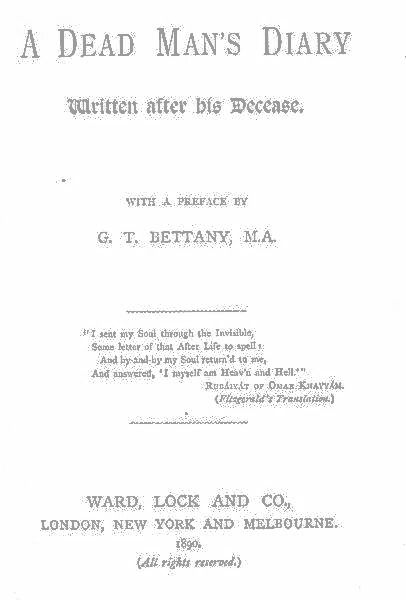 A DEAD MAN'S DIARY
Written after his Decease.
WITH A PREFACE BY
G. T. BETTANY, M.A.
"I sent my Soul through the Invisible,
Some letter of that After Life to spell;
And by-and-by my Soul return'd to me,
And answered, 'I myself am Heav'n and Hell.'"
RUBÁIYÁT OF OMAR KHAYYÁM.
(Fitzgerald's Translation.)
WARD, LOCK AND CO.,
LONDON, NEW YORK AND MELBOURNE.
1890.
(All rights reserved.)